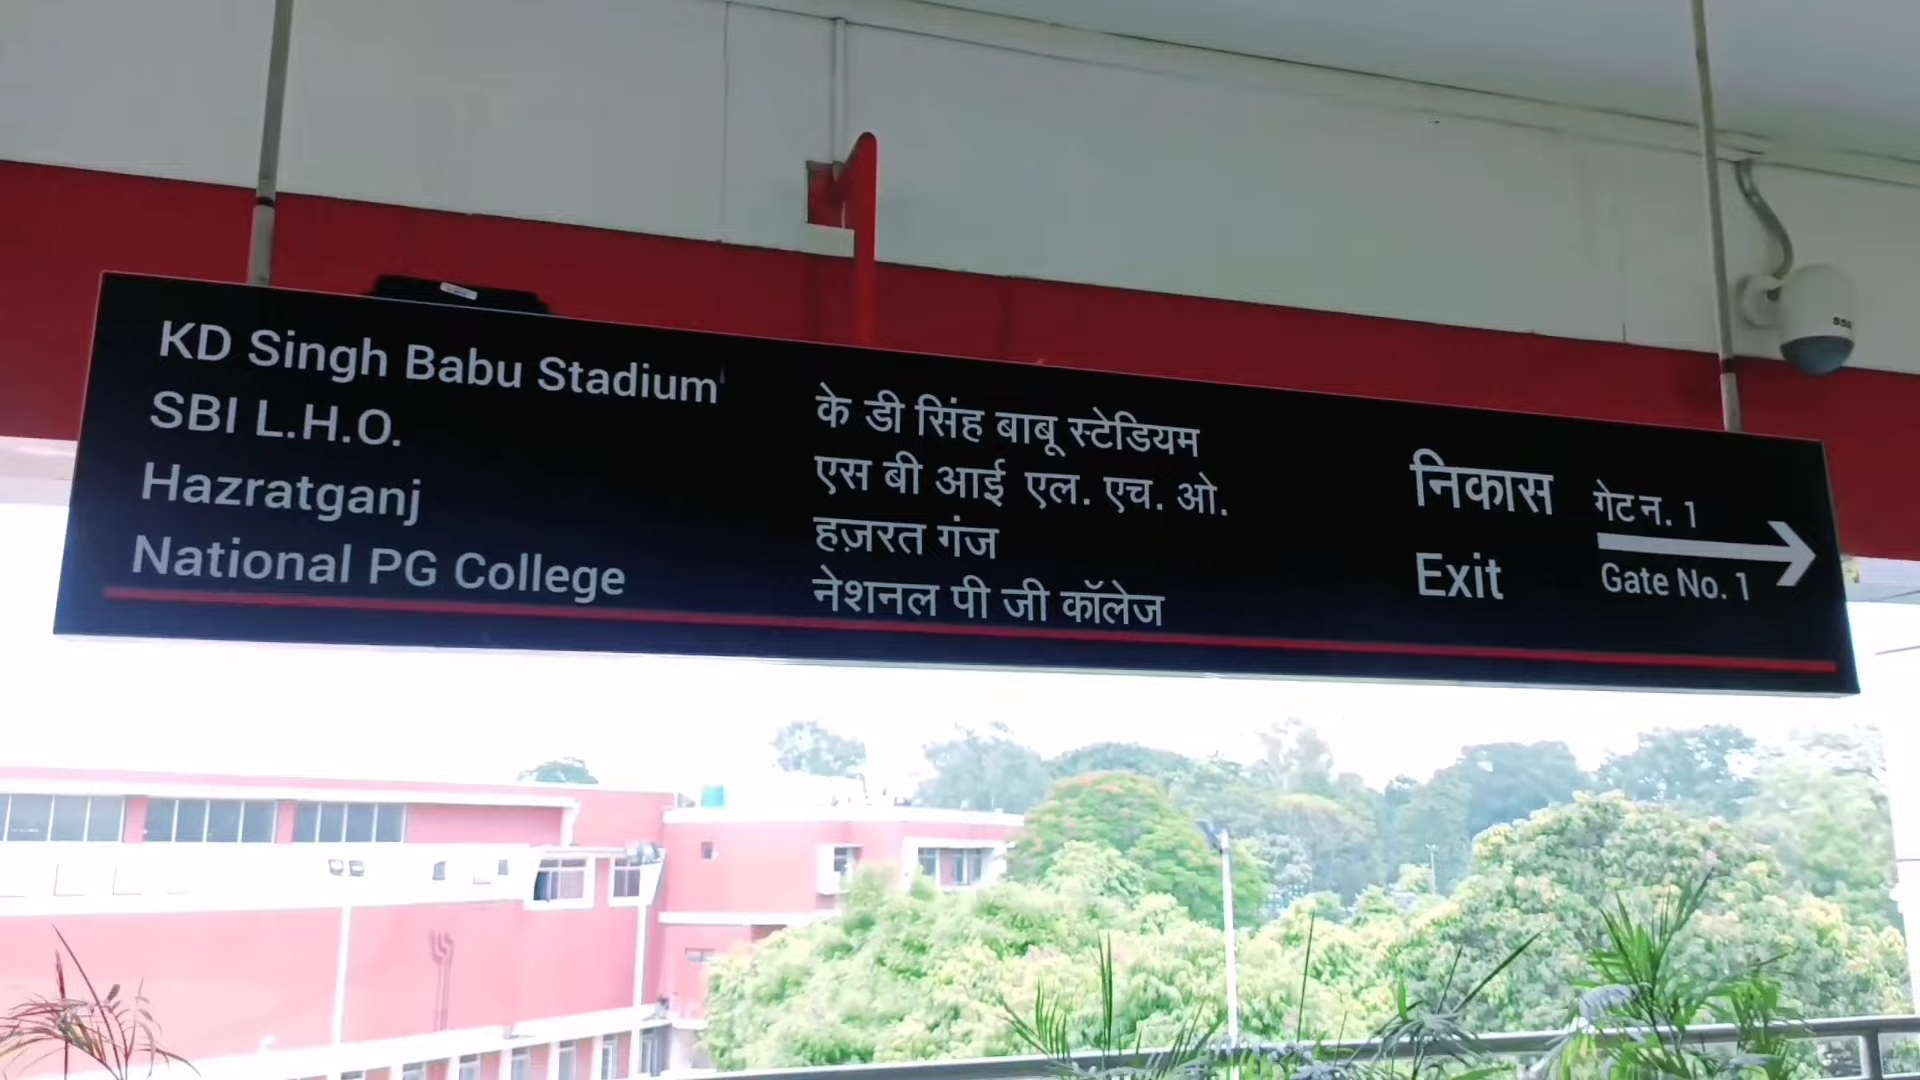 KD Singh Babu Stadium
SBI L.H.O.
Hazratganj
National PG College
के डी सिंह बाबू स्टेडियम
एस बी आई एल. एच. ओ.
हज़रत गंज
नेशनल पी जी कॉलेज
निकास
Exit
गेट न. 1
Gate No. 1